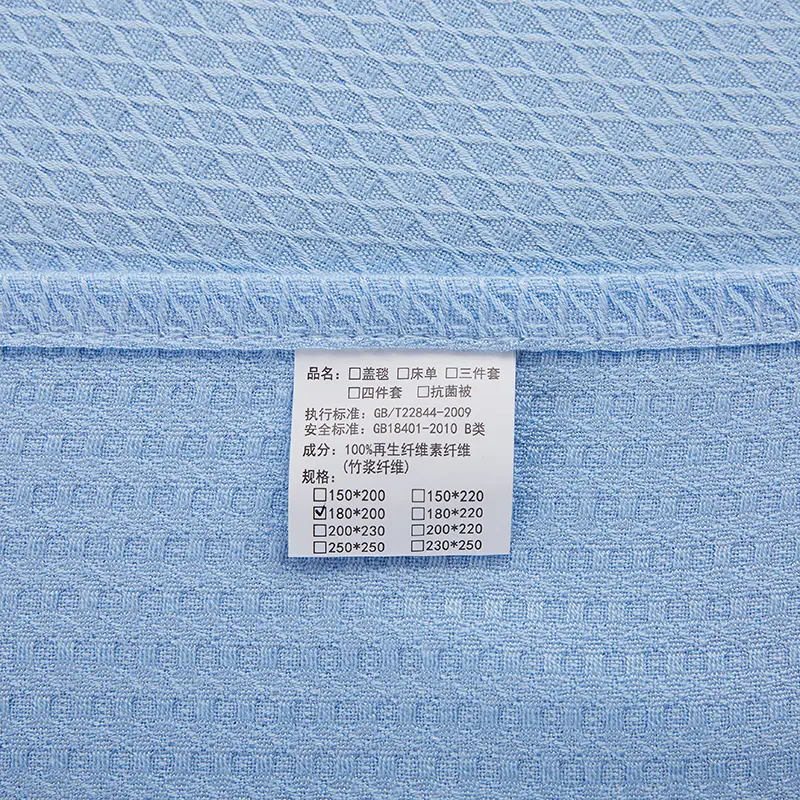 品名：□盖毯 □床单 □三件套
□四件套 □抗菌被
执行标准：GB/T22844-2009
安全标准：GB18401-2010 B类
成分：100%再生纤维素纤维
(竹浆纤维)
规格：
□150*200 □150*220
☑180*200 □180*220
□200*230 □200*220
□250*250 □230*250